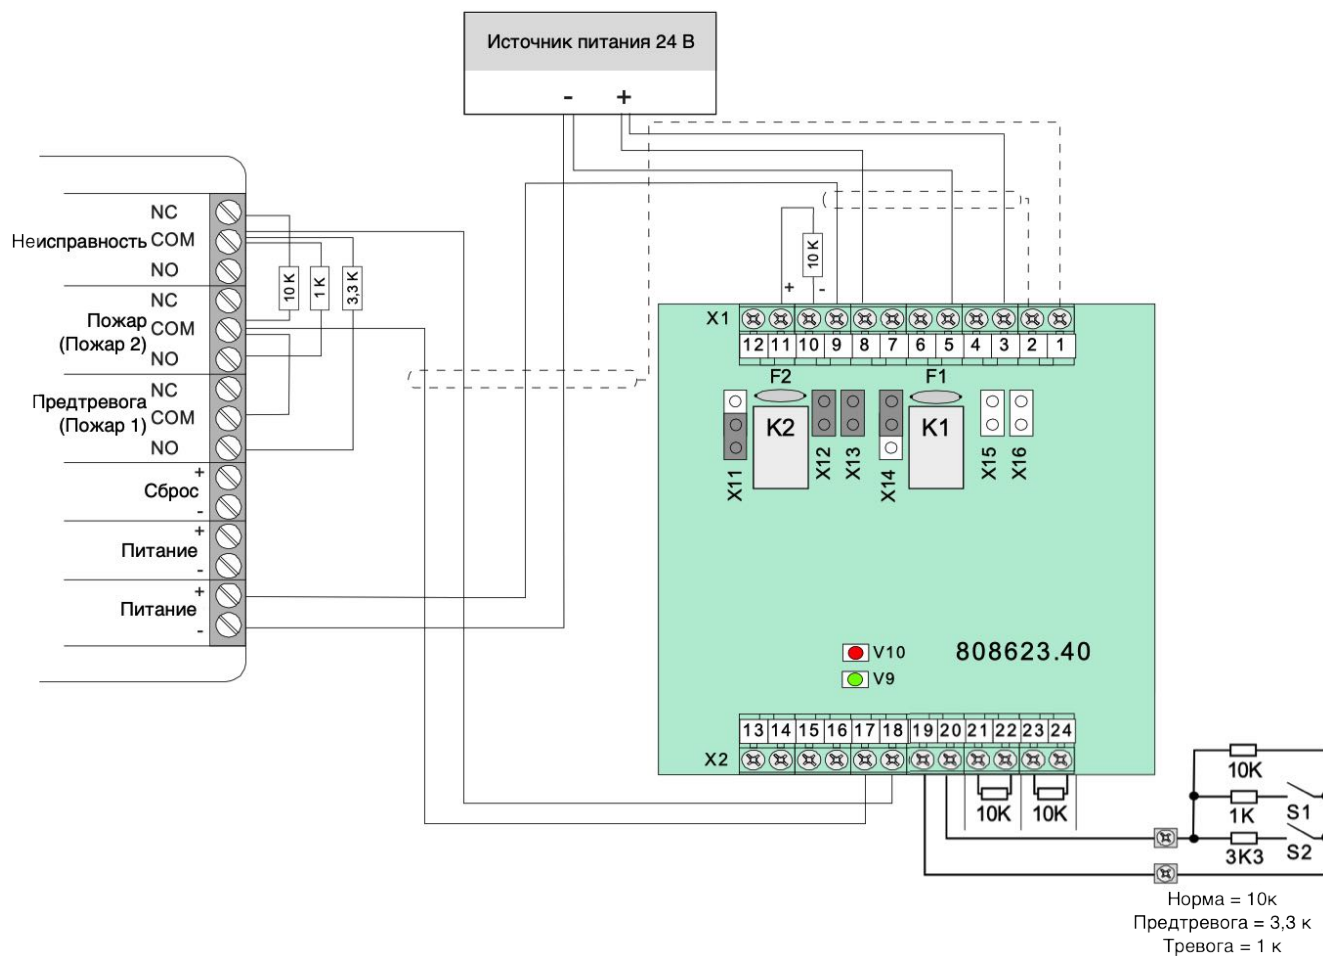 Источник питания 24 В
- +
NC
Неисправность COM
NO
NC
Пожар
(Пожар 2)
COM
NO
NC
Предтревога
(Пожар 1)
COM
NO
+
Сброс
-
+
Питание
-
+
Питание
-
10 K
1 K
3,3 K
10 K
+ -
X1
12 11 10 9 8 7 6 5 4 3 2 1
F2 F1
K2 K1
X11 X12 X13 X14 X15 X16
V10
V9
808623.40
13 14 15 16 17 18 19 20 21 22 23 24
X2
10K 10K
10K
1K S1
3K3 S2
Норма = 10к
Предтревога = 3,3 к
Тревога = 1 к